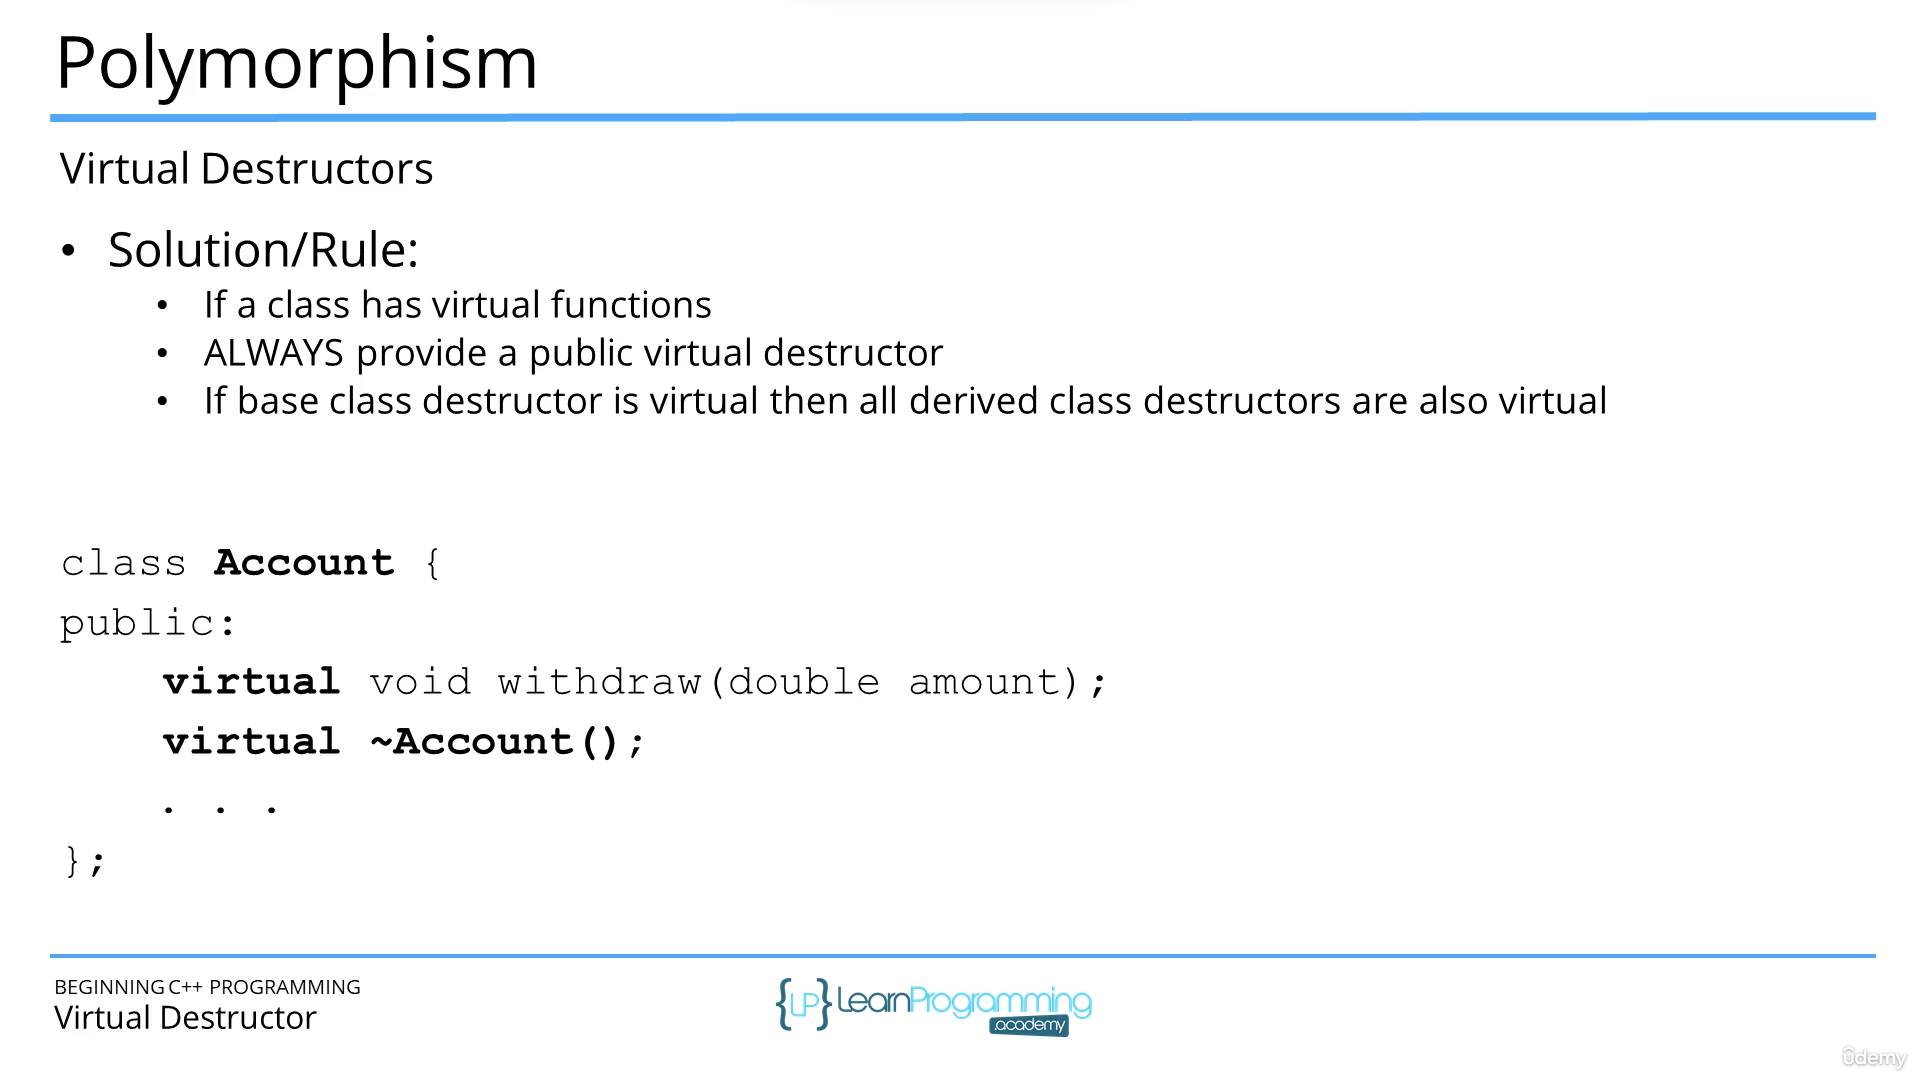 Polymorphism
Virtual Destructors
• Solution/Rule:
• If a class has virtual functions
• ALWAYS provide a public virtual destructor
• If base class destructor is virtual then all derived class destructors are also virtual
class Account {
public:
virtual void withdraw(double amount);
virtual ~Account();
. . .
};
BEGINNING C++ PROGRAMMING
Virtual Destructor
{LP} LearnProgramming
.academy
ûdemy